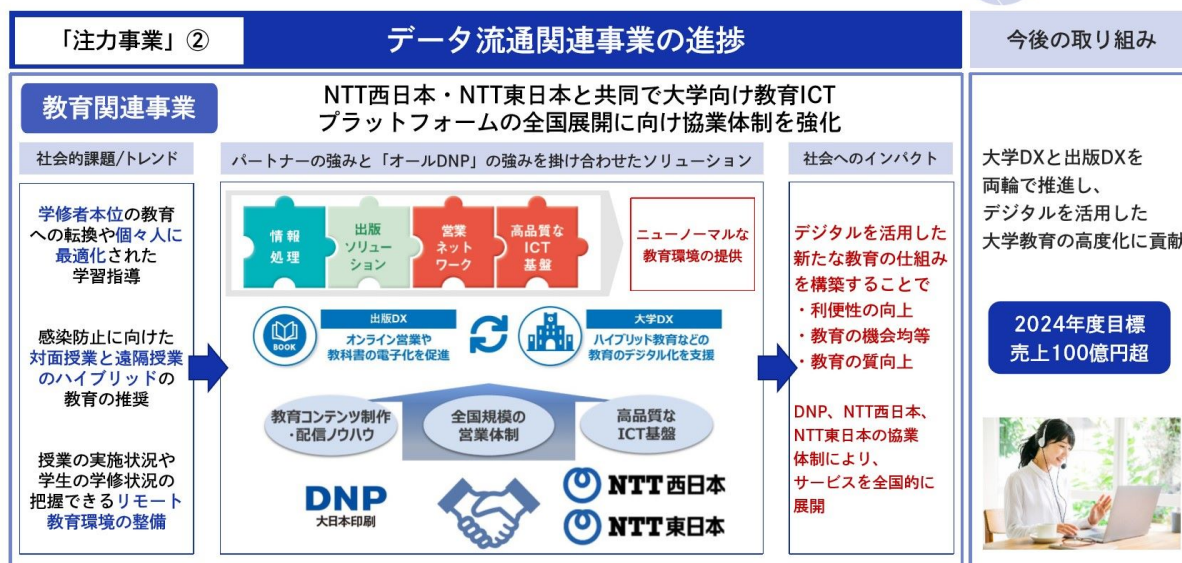 「注力事業」②
データ流通関連事業の進捗
今後の取り組み
教育関連事業
NTT西日本・NTT東日本と共同で大学向け教育ICT
プラットフォームの全国展開に向け協業体制を強化
社会的課題/トレンド
学修者本位の教育
への転換や個々人に
最適化された
学習指導
感染防止に向けた
対面授業と遠隔授業
のハイブリッドの
教育の推奨
授業の実施状況や
学生の学修状況の
把握できるリモート
教育環境の整備
パートナーの強みと「オールDNP」の強みを掛け合わせたソリューション
情報
処理
出版
ソリュー
ション
営業
ネット
ワーク
高品質な
ICT
基盤
ニューノーマルな
教育環境の提供
BOOK
出版DX
オンライン営業や
教科書の電子化を促進
大学DX
ハイブリッド教育などの
教育のデジタル化を支援
教育コンテンツ制作
・配信ノウハウ
全国規模の
営業体制
高品質な
ICT基盤
DNP
大日本印刷
NTT西日本
NTT東日本
社会へのインパクト
デジタルを活用した
新たな教育の仕組み
を構築することで
・利便性の向上
・教育の機会均等
・教育の質向上
DNP、NTT西日本、
NTT東日本の協業
体制により、
サービスを全国的に
展開
大学DXと出版DXを
両輪で推進し、
デジタルを活用した
大学教育の高度化に貢献
2024年度目標
売上100億円超